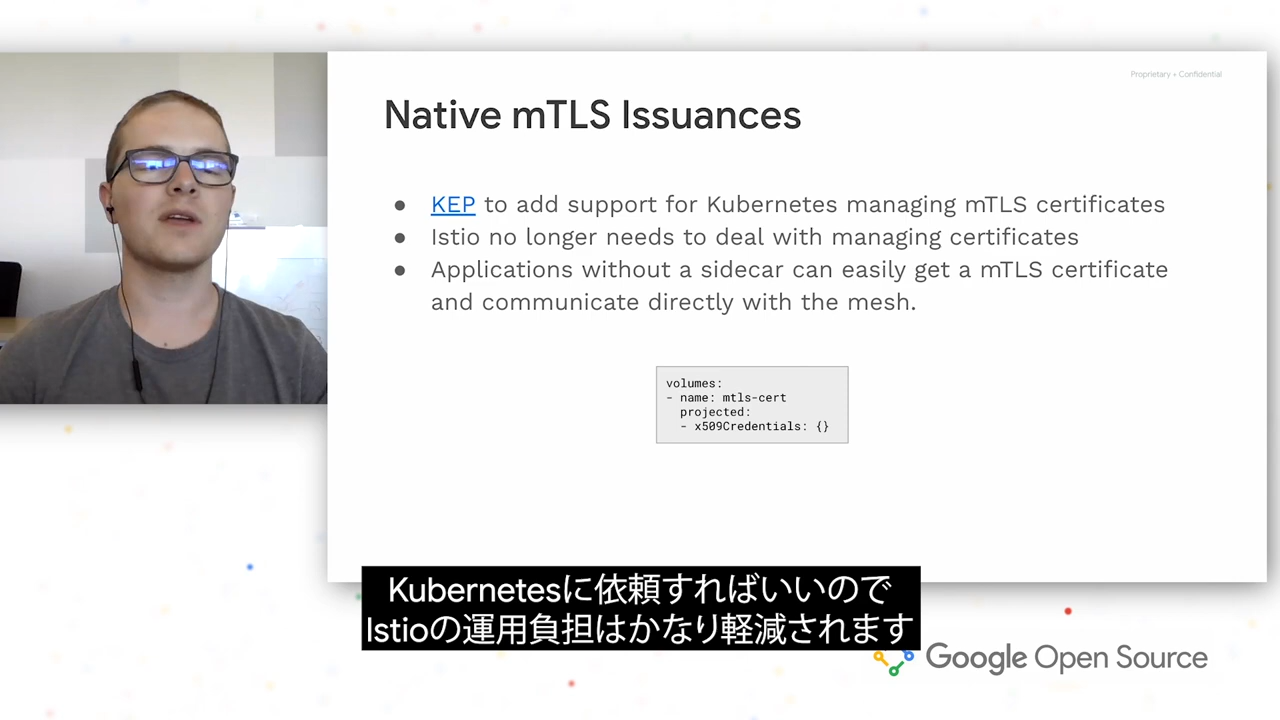 Proprietary + Confidential
Native mTLS Issuances
● KEP to add support for Kubernetes managing mTLS certificates
● Istio no longer needs to deal with managing certificates
● Applications without a sidecar can easily get a mTLS certificate
and communicate directly with the mesh.
volumes:
- name: mtls-cert
projected:
- x509Credentials: {}
Kubernetesに依頼すればいいので
Istioの運用負担はかなり軽減されます
Google Open Source